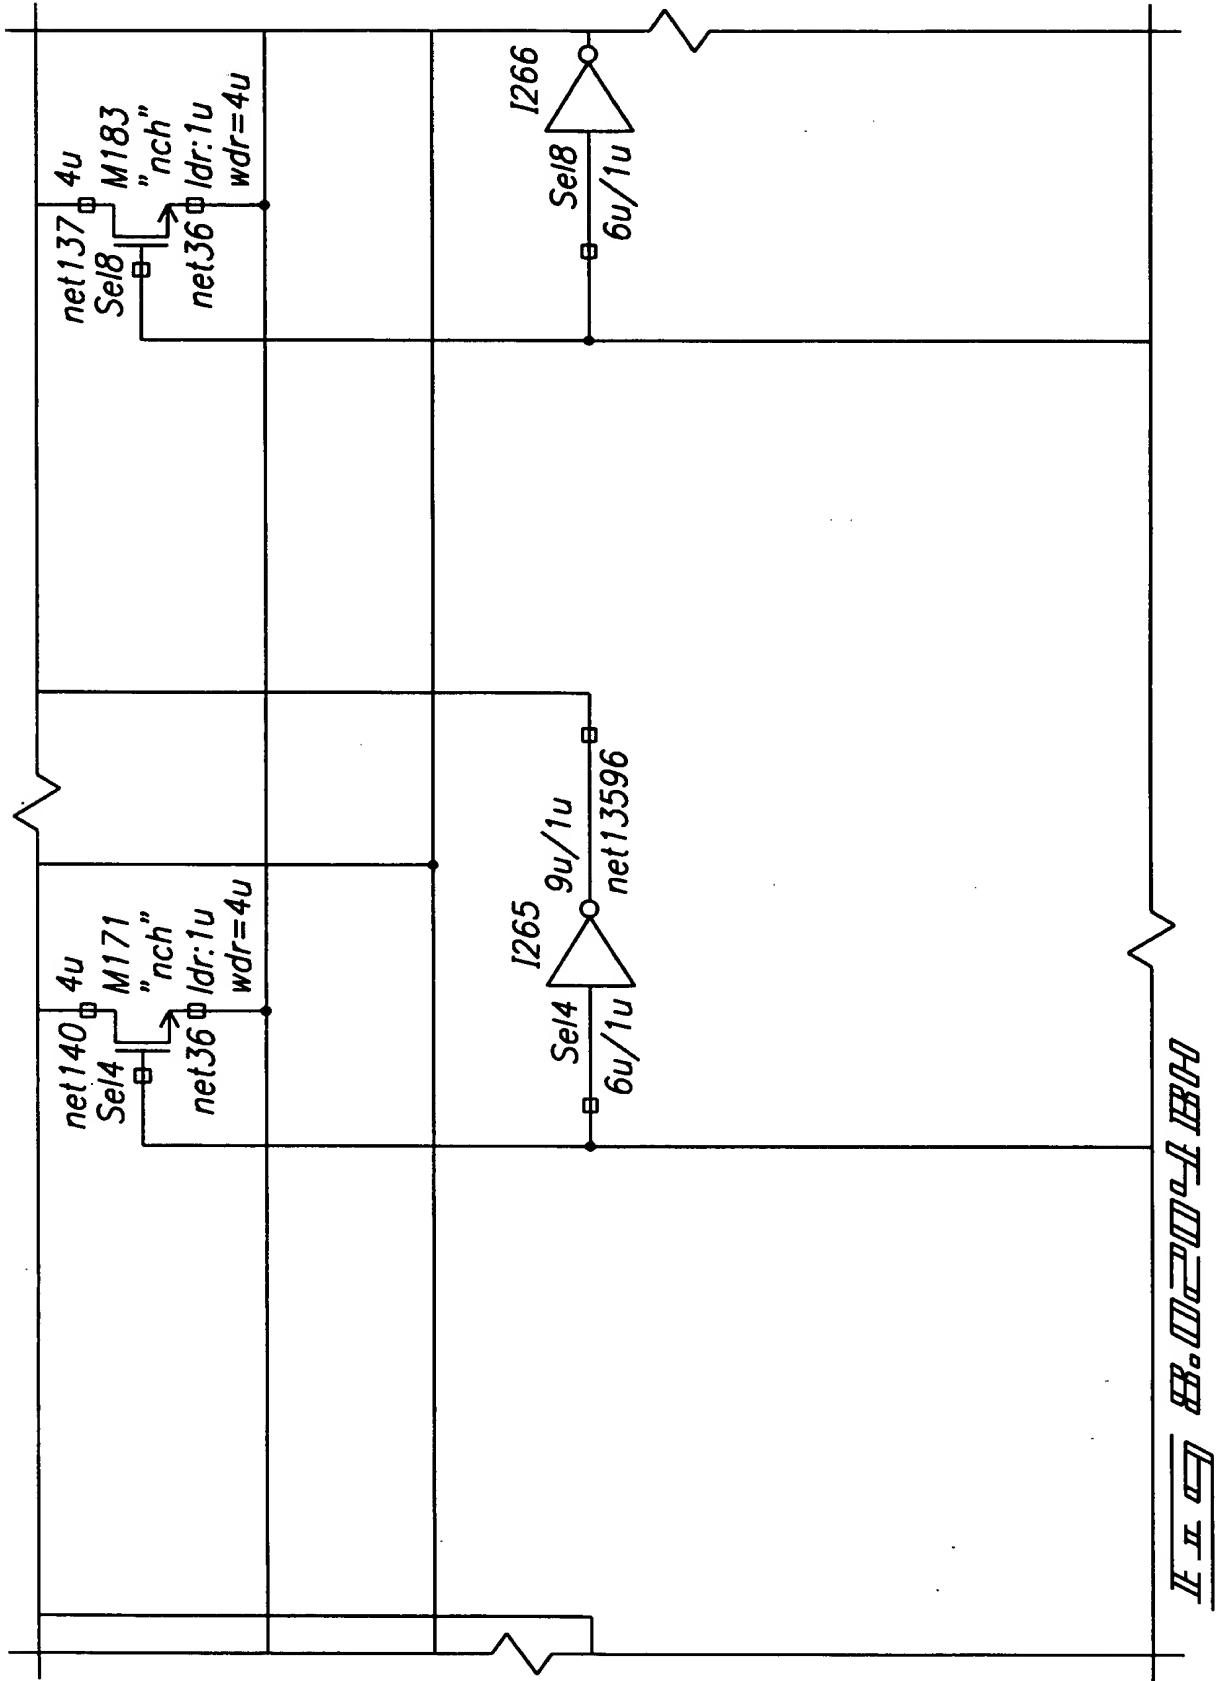 net140
4u
Sel4
M171
"nch"
net36
ldr:1u
wdr=4u
net137
4u
Sel8
M183
"nch"
net36
ldr:1u
wdr=4u
I265
Sel4
9u/1u
6u/1u
net13596
I266
Sel8
6u/1u
Fig 8.0204BH